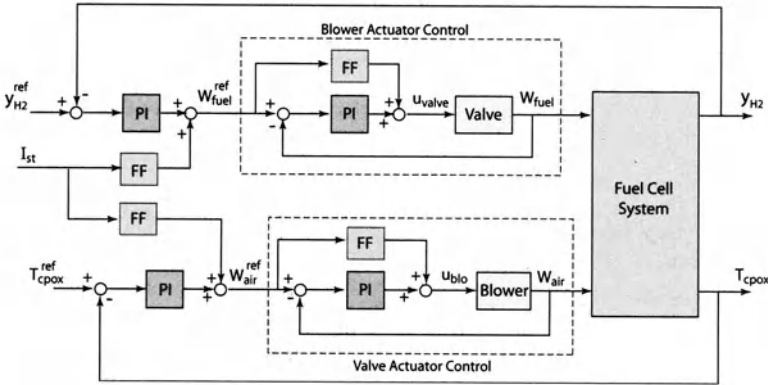 Blower Actuator Control
y_H2^ref
+
-
PI
+
+
W_fuel^ref
FF
+
-
PI
+
+
u_valve
Valve
W_fuel
y_H2
I_st
FF
FF
Fuel Cell
System
T_cpox^ref
+
-
PI
+
+
W_air^ref
FF
+
-
PI
+
+
u_blo
Blower
W_air
T_cpox
Valve Actuator Control